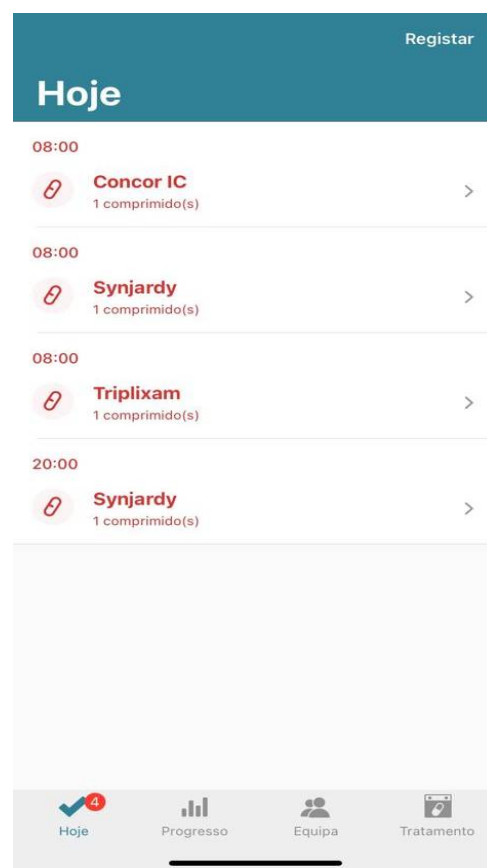 Registar
Hoje
08:00
Concor IC
1 comprimido(s)
08:00
Synjardy
1 comprimido(s)
08:00
Triplixam
1 comprimido(s)
20:00
Synjardy
1 comprimido(s)
4
Hoje Progresso Equipa Tratamento